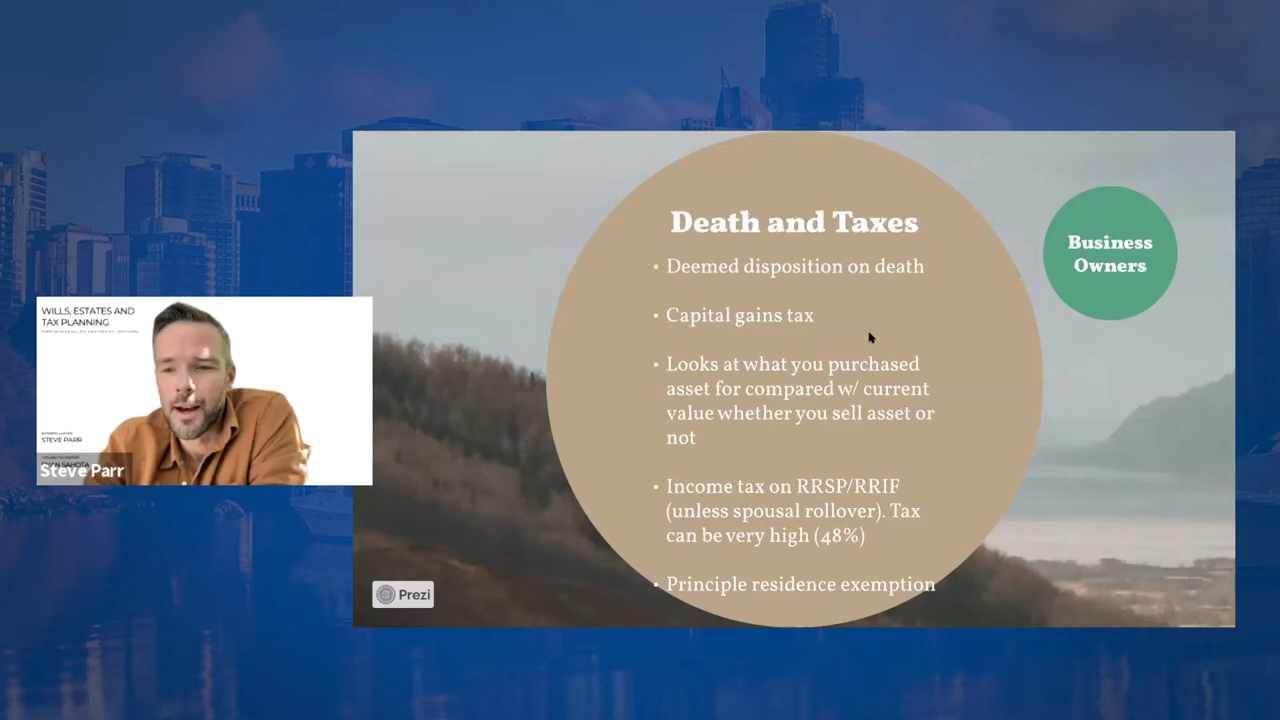 Death and Taxes
• Deemed disposition on death
• Capital gains tax
• Looks at what you purchased
asset for compared w/ current
value whether you sell asset or
not
• Income tax on RRSP/RRIF
(unless spousal rollover). Tax
can be very high (48%)
• Principle residence exemption
Business
Owners
WILLS, ESTATES AND
TAX PLANNING
STEVE PARR
Steve Parr
Prezi